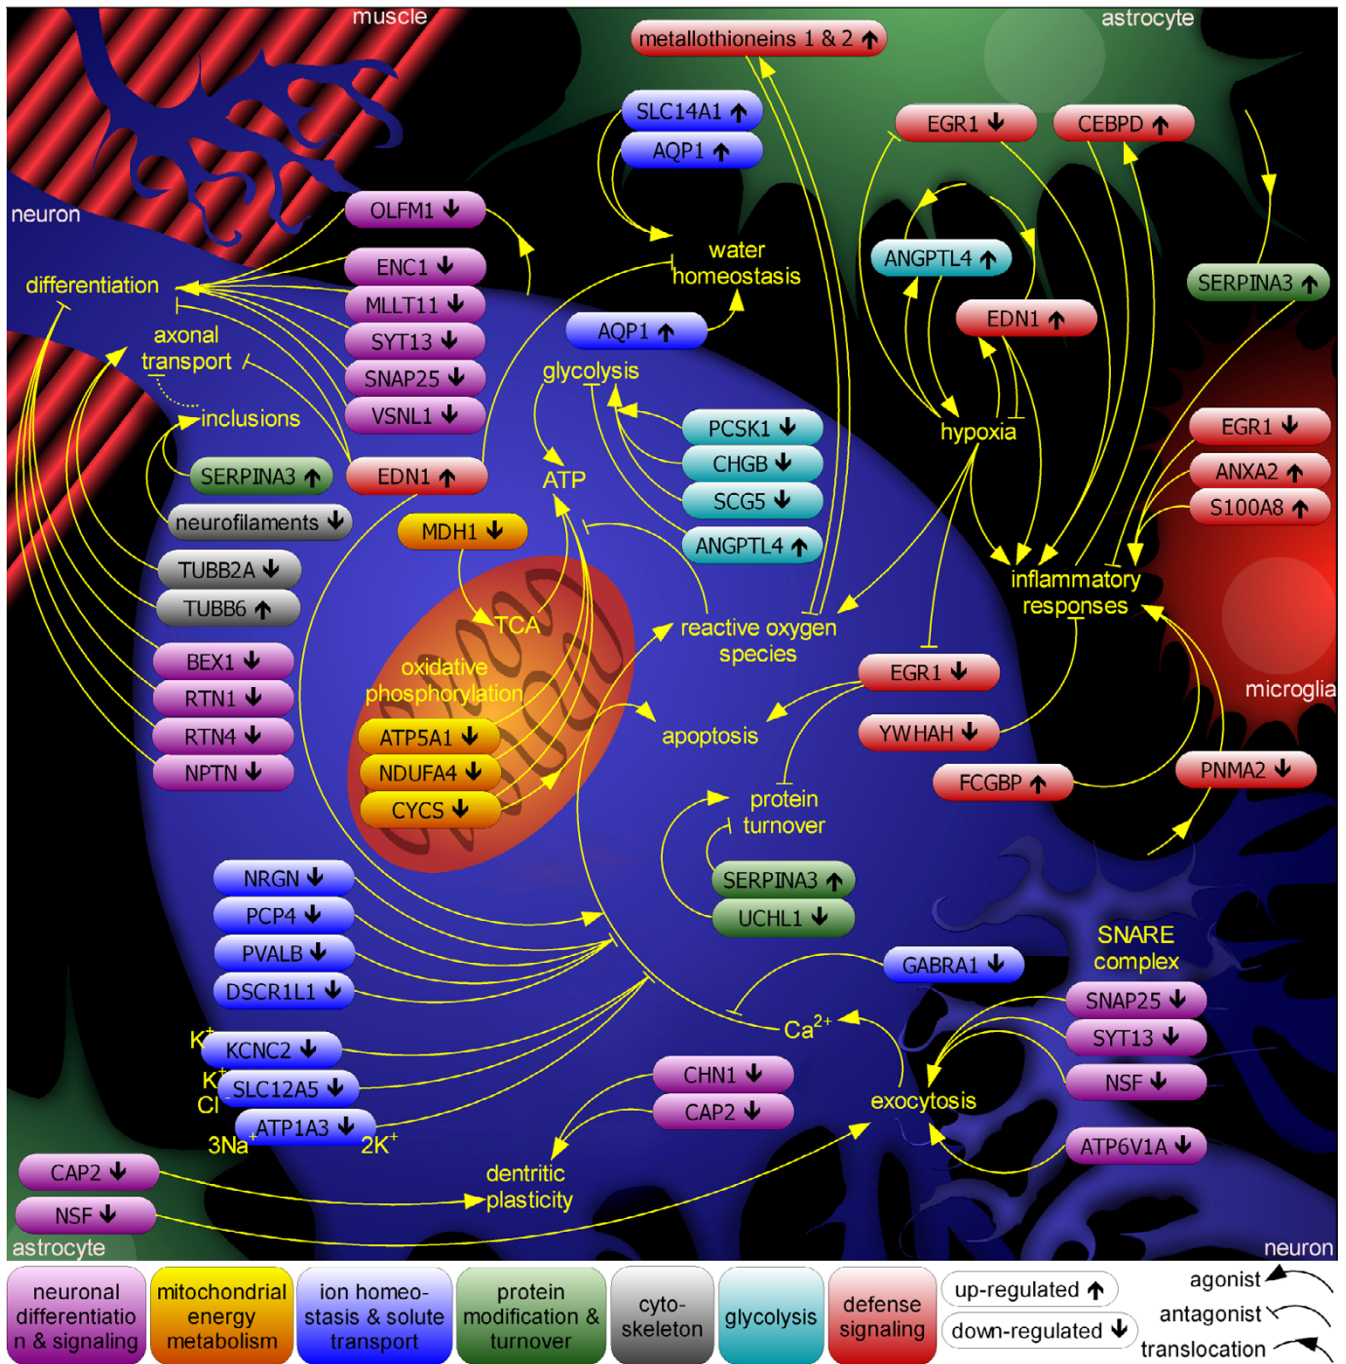 muscle
astrocyte
metallothioneins 1 & 2 ↑
SLC14A1 ↑
AQP1 ↑
EGR1 ↓
CEBPD ↑
neuron
OLFM1 ↓
water
homeostasis
ANGPTL4 ↑
SERPINA3 ↑
differentiation
ENC1 ↓
MLLT11 ↓
SYT13 ↓
SNAP25 ↓
VSNL1 ↓
axonal
transport
AQP1 ↑
EDN1 ↑
glycolysis
inclusions
hypoxia
PCSK1 ↓
CHGB ↓
SCG5 ↓
ANGPTL4 ↑
EGR1 ↓
ANXA2 ↑
S100A8 ↑
SERPINA3 ↑
EDN1 ↑
ATP
neurofilaments ↓
MDH1 ↓
TUBB2A ↓
TUBB6 ↑
inflammatory
responses
TCA
reactive oxygen
species
BEX1 ↓
RTN1 ↓
RTN4 ↓
NPTN ↓
oxidative
phosphorylation
EGR1 ↓
microglia
ATP5A1 ↓
NDUFA4 ↓
CYCS ↓
apoptosis
YWHAH ↓
FCGBP ↑
PNMA2 ↓
protein
turnover
NRGN ↓
PCP4 ↓
PVALB ↓
DSCR1L1 ↓
SERPINA3 ↑
UCHL1 ↓
SNARE
complex
GABRA1 ↓
SNAP25 ↓
SYT13 ↓
NSF ↓
Ca2+
K+
KCNC2 ↓
K+
Cl-
SLC12A5 ↓
ATP1A3 ↓
3Na+
2K+
CHN1 ↓
CAP2 ↓
exocytosis
ATP6V1A ↓
CAP2 ↓
NSF ↓
dentritic
plasticity
astrocyte
neuron
neuronal
differentiatio
n & signaling
mitochondrial
energy
metabolism
ion homeo-
stasis & solute
transport
protein
modification &
turnover
cyto-
skeleton
glycolysis
defense
signaling
up-regulated ↑
down-regulated ↓
agonist
antagonist
translocation